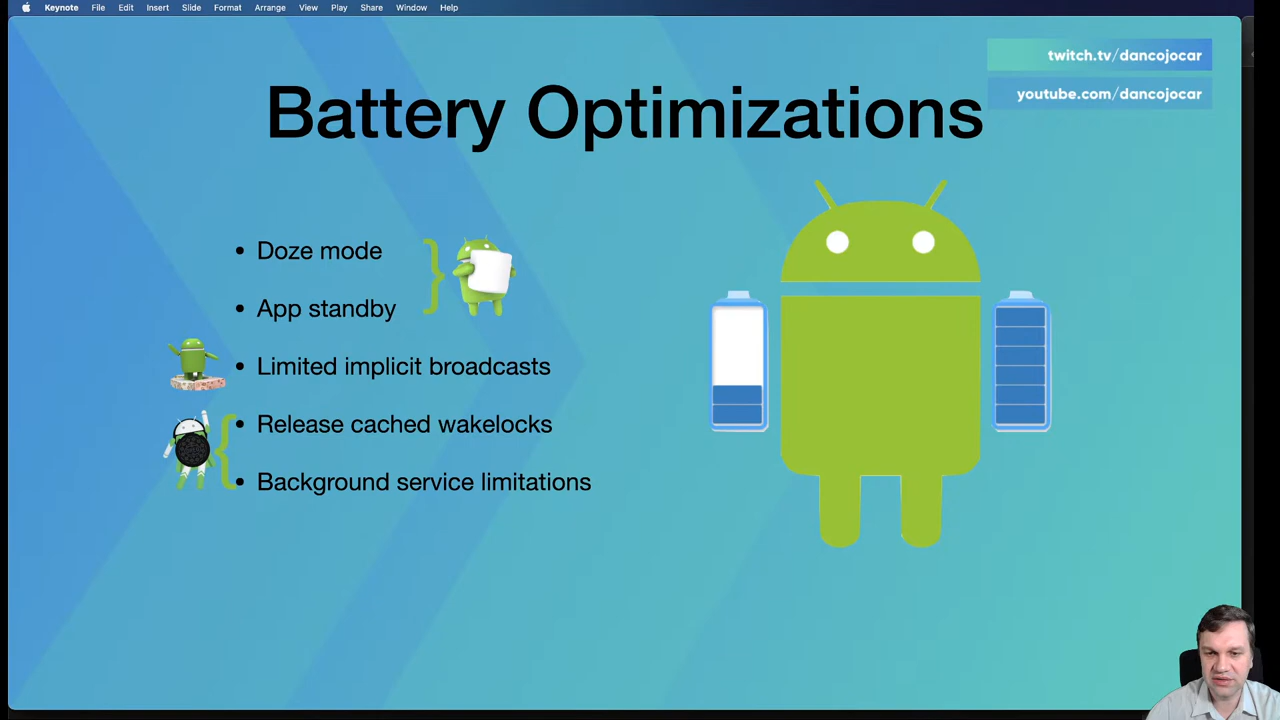 Keynote File Edit Insert Slide Format Arrange View Play Share Window Help
twitch.tv/dancojocar
youtube.com/dancojocar
Battery Optimizations
• Doze mode
• App standby
• Limited implicit broadcasts
• Release cached wakelocks
• Background service limitations